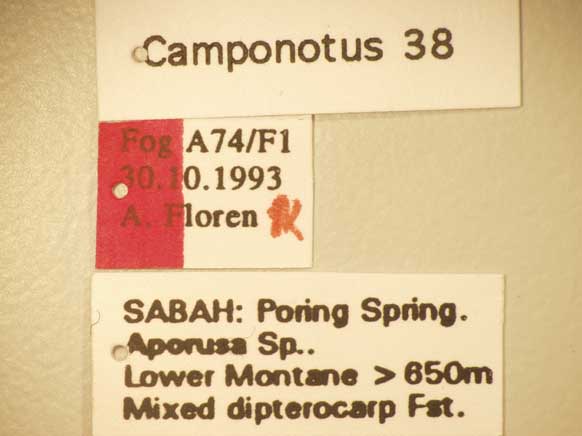 Camponotus 38
Fog A74/F1
30.10.1993
A. Floren K
SABAH: Poring Spring.
Aporusa Sp..
Lower Montane > 650m
Mixed dipterocarp Fst.